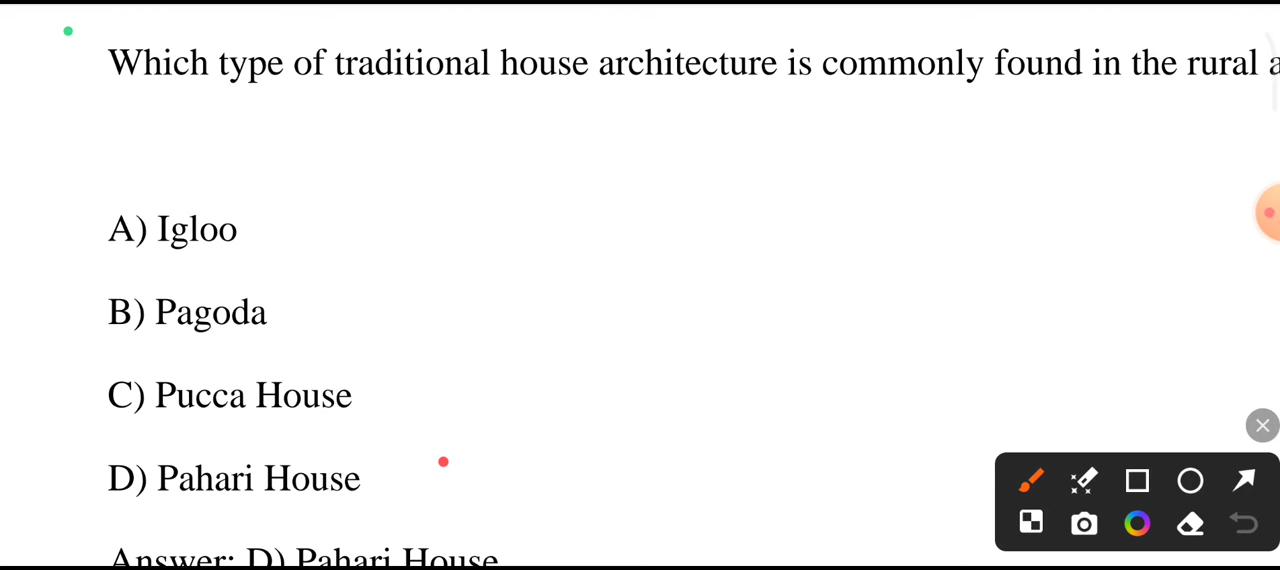 Which type of traditional house architecture is commonly found in the rural
A) Igloo
B) Pagoda
C) Pucca House
D) Pahari House
Answer: D) Pahari House